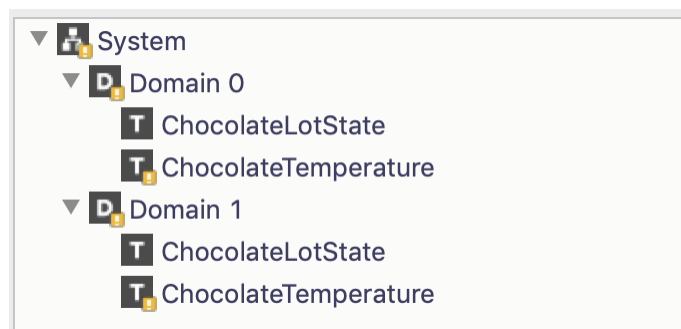 System
D Domain 0
T ChocolateLotState
T ChocolateTemperature
D Domain 1
T ChocolateLotState
T ChocolateTemperature